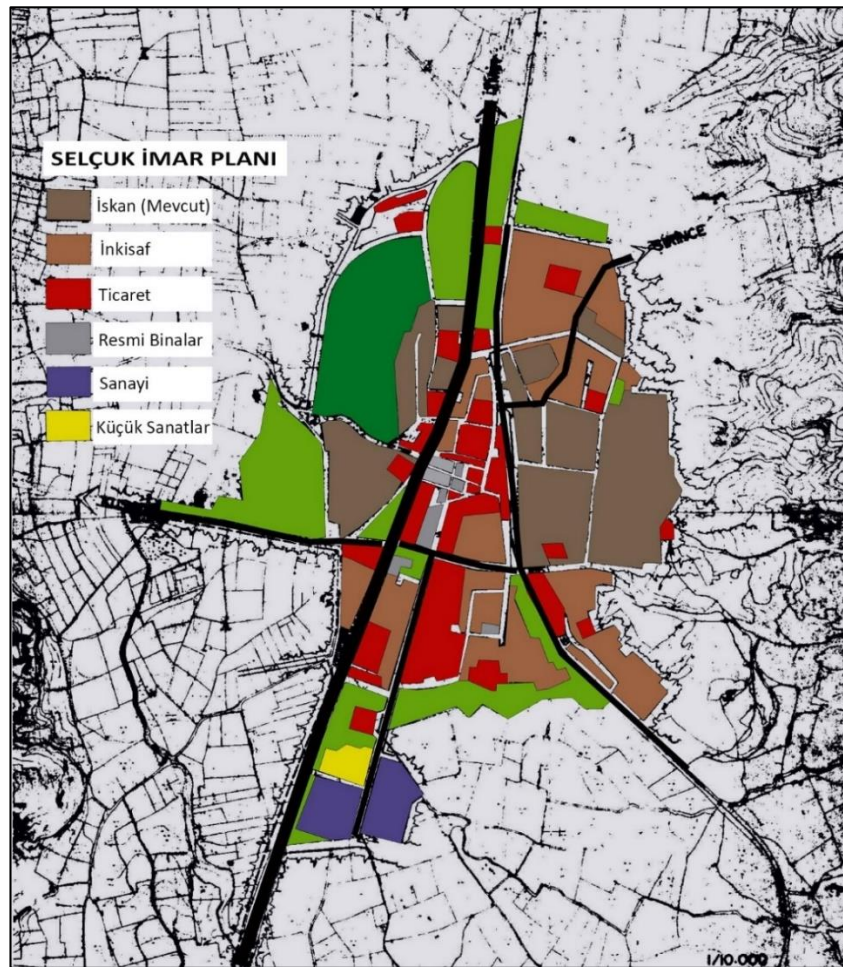 SELÇUK İMAR PLANI
İskan (Mevcut)
İnkisaf
Ticaret
Resmi Binalar
Sanayi
Küçük Sanatlar
ŞİRİNCE
1/10.000